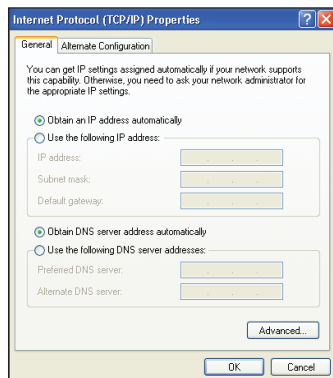 Internet Protocol (TCP/IP) Properties
General Alternate Configuration
You can get IP settings assigned automatically if your network supports
this capability. Otherwise, you need to ask your network administrator for
the appropriate IP settings.
Obtain an IP address automatically
Use the following IP address:
IP address:
Subnet mask:
Default gateway:
Obtain DNS server address automatically
Use the following DNS server addresses:
Preferred DNS server:
Alternate DNS server:
Advanced...
OK Cancel